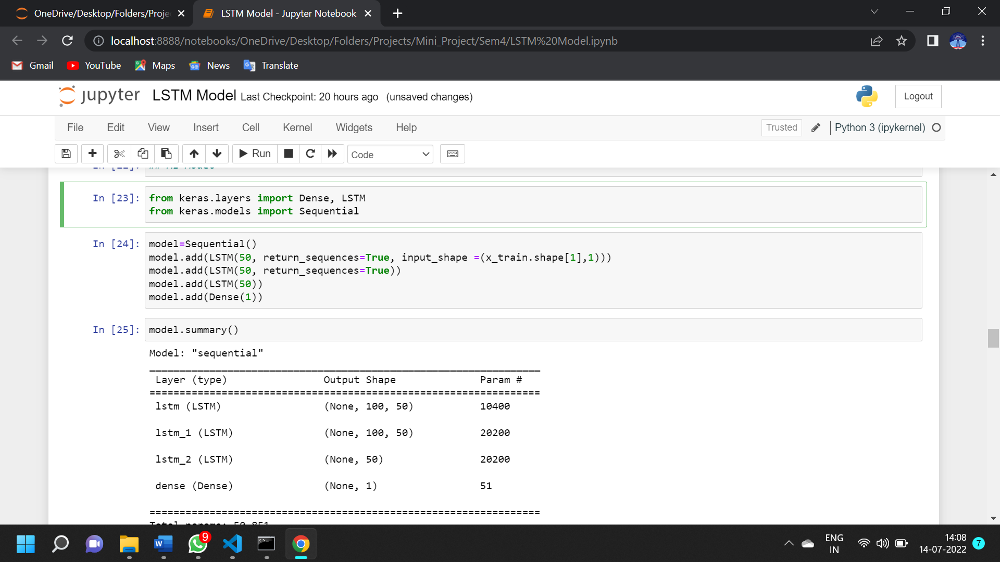 OneDrive/Desktop/Folders/Proje
LSTM Model - Jupyter Notebook
localhost:8888/notebooks/OneDrive/Desktop/Folders/Projects/Mini_Project/Sem4/LSTM%20Model.ipynb
Gmail YouTube Maps News Translate
jupyter LSTM Model Last Checkpoint: 20 hours ago (unsaved changes)
Logout
File Edit View Insert Cell Kernel Widgets Help
Trusted Python 3 (ipykernel)
Run Code
In [23]: from keras.layers import Dense, LSTM
from keras.models import Sequential
In [24]: model=Sequential()
model.add(LSTM(50, return_sequences=True, input_shape =(x_train.shape[1],1)))
model.add(LSTM(50, return_sequences=True))
model.add(LSTM(50))
model.add(Dense(1))
In [25]: model.summary()
Model: "sequential"
_________________________________________________________________
Layer (type) Output Shape Param #
=================================================================
lstm (LSTM) (None, 100, 50) 10400
lstm_1 (LSTM) (None, 100, 50) 20200
lstm_2 (LSTM) (None, 50) 20200
dense (Dense) (None, 1) 51
=================================================================
9
ENG
IN
14:08
14-07-2022
7